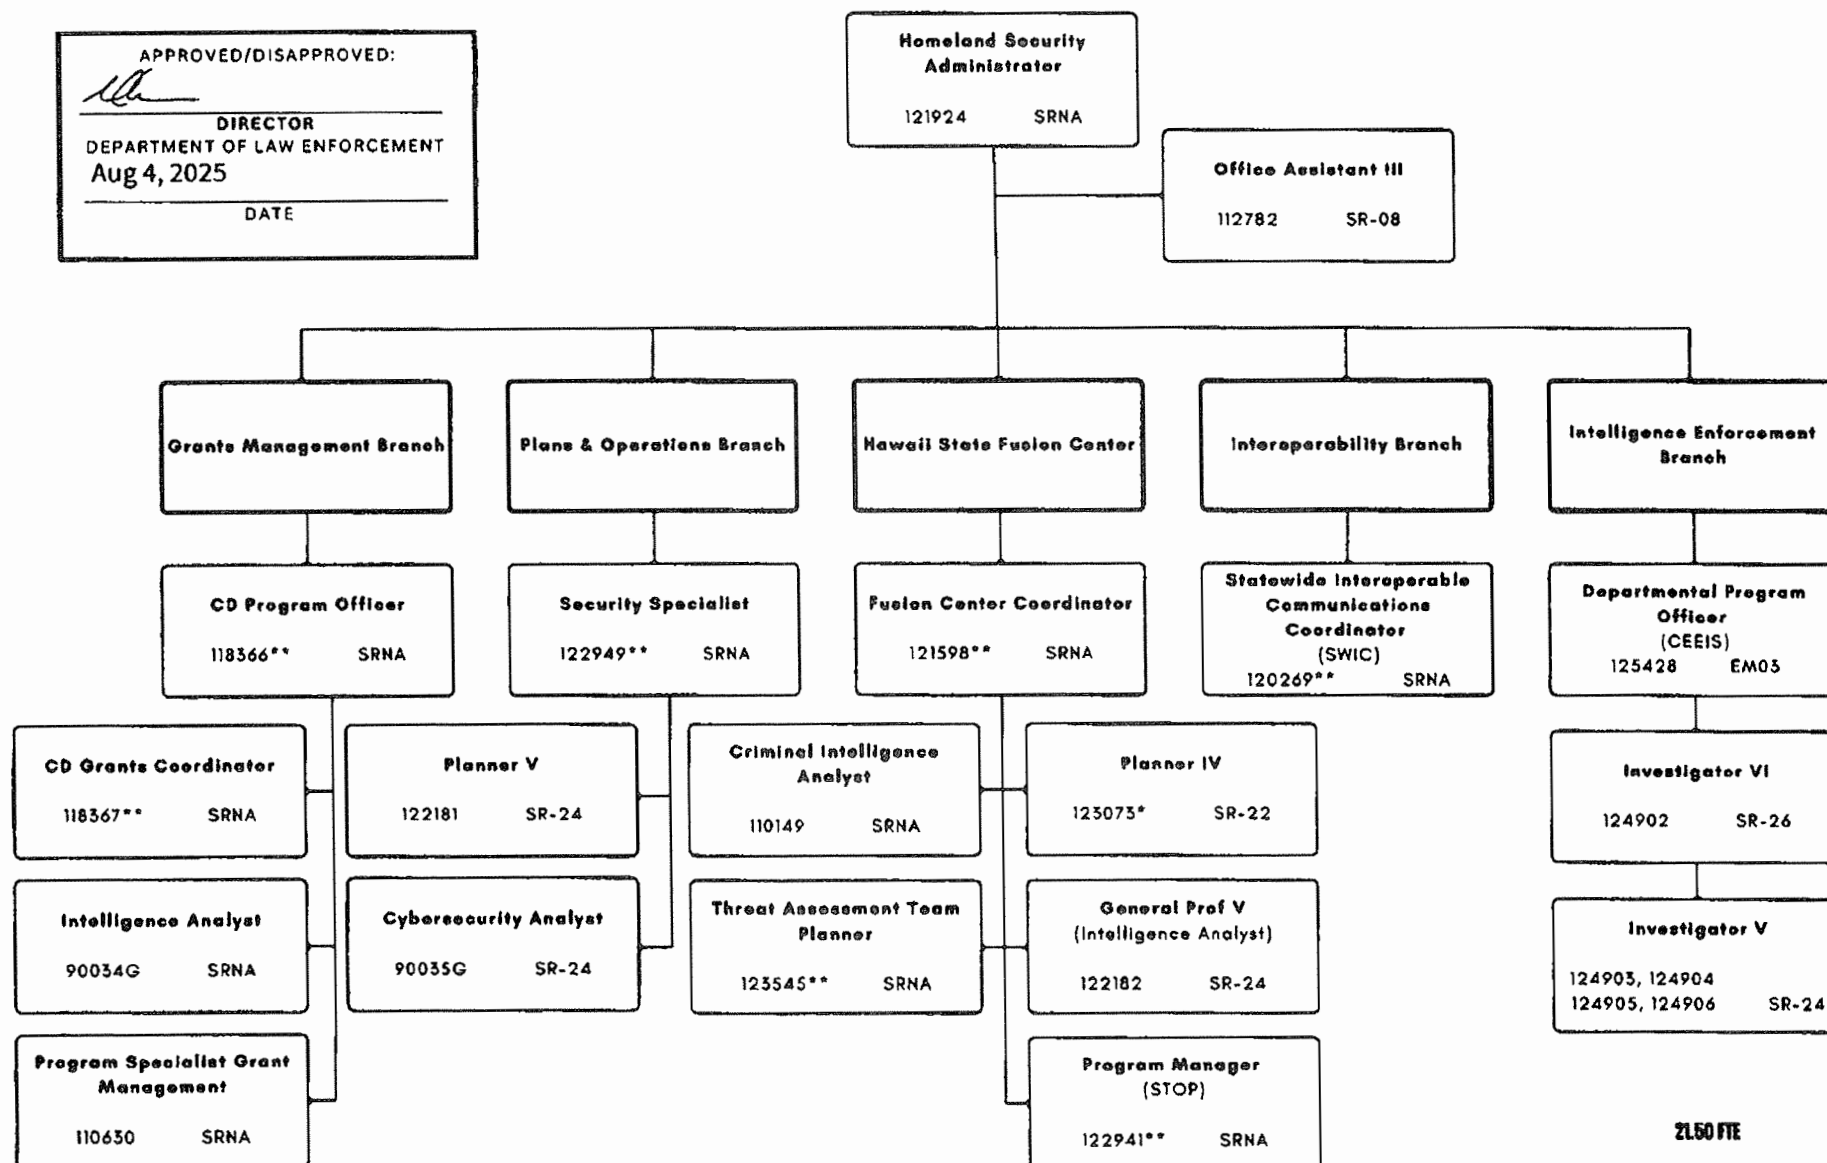 APPROVED/DISAPPROVED:
DIRECTOR
DEPARTMENT OF LAW ENFORCEMENT
Aug 4, 2025
DATE
Homeland Security
Administrator
121924 SRNA
Office Assistant III
112782 SR-08
Grants Management Branch
Plans & Operations Branch
Hawaii State Fusion Center
Interoperability Branch
Intelligence Enforcement
Branch
CD Program Officer
118366** SRNA
Security Specialist
122949** SRNA
Fusion Center Coordinator
121598** SRNA
Statewide Interoperable
Communications
Coordinator
(SWIC)
120269** SRNA
Departmental Program
Officer
(CEEIS)
125428 EM03
CD Grants Coordinator
118367** SRNA
Planner V
122181 SR-24
Criminal Intelligence
Analyst
110149 SRNA
Planner IV
123073* SR-22
Investigator VI
124902 SR-26
Intelligence Analyst
90034G SRNA
Cybersecurity Analyst
90035G SR-24
Threat Assessment Team
Planner
123545** SRNA
General Prof V
(Intelligence Analyst)
122182 SR-24
Investigator V
124903, 124904
124905, 124906 SR-24
Program Specialist Grant
Management
110630 SRNA
Program Manager
(STOP)
122941** SRNA
21.50 FTE